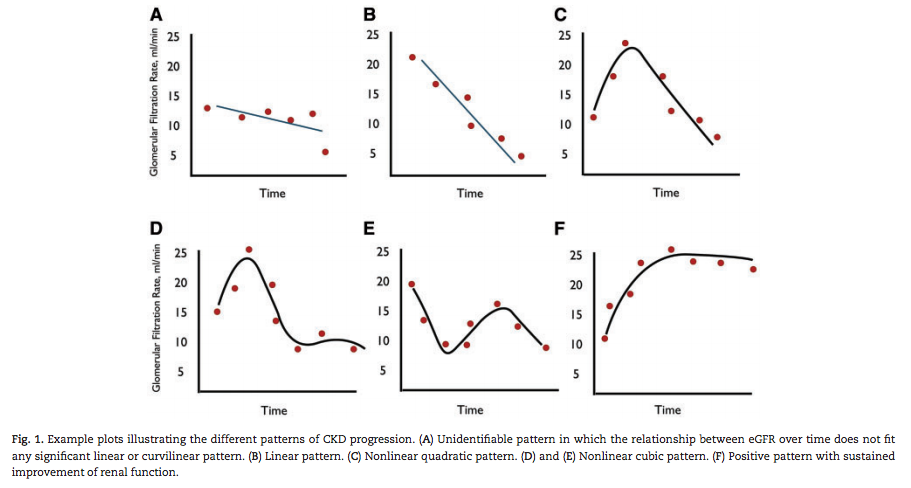 A
B
C
Glomerular Filtration Rate, ml/min
25
20
15
10
5
Time
25
20
15
10
5
Time
25
20
15
10
5
Time
D
E
F
Glomerular Filtration Rate, ml/min
25
20
15
10
5
Time
25
20
15
10
5
Time
25
20
15
10
5
Time
Fig. 1. Example plots illustrating the different patterns of CKD progression. (A) Unidentifiable pattern in which the relationship between eGFR over time does not fit
any significant linear or curvilinear pattern. (B) Linear pattern. (C) Nonlinear quadratic pattern. (D) and (E) Nonlinear cubic pattern. (F) Positive pattern with sustained
improvement of renal function.